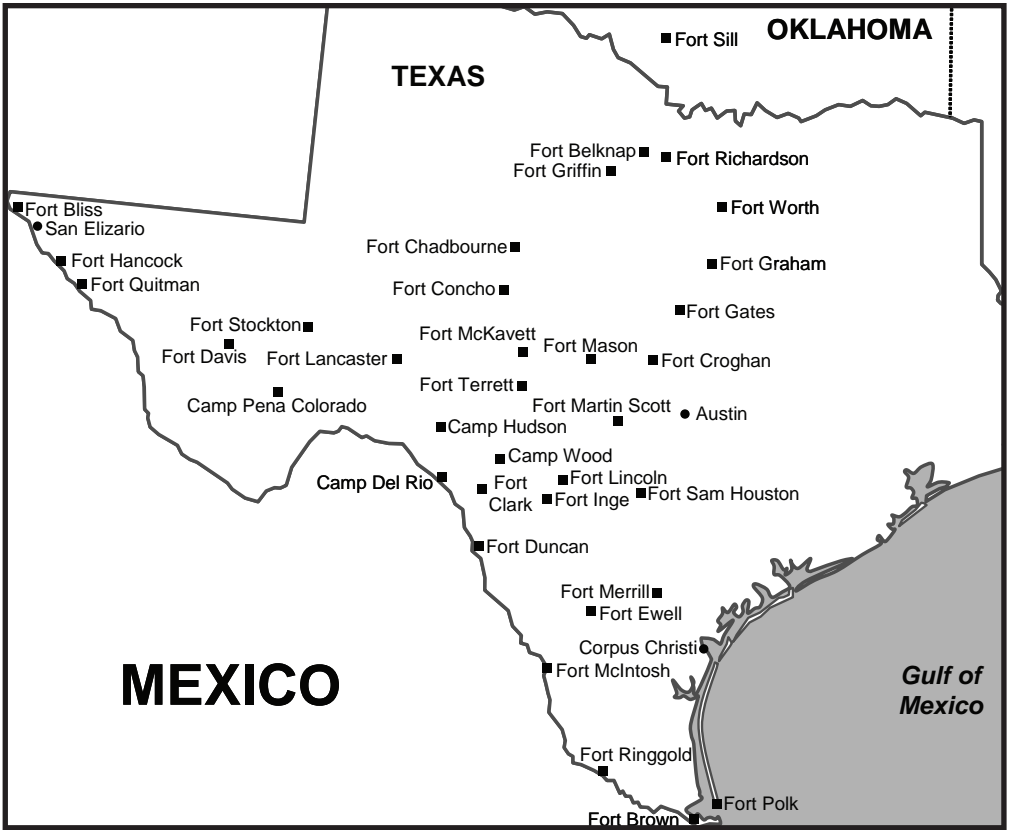 OKLAHOMA
Fort Sill
TEXAS
Fort Belknap
Fort Richardson
Fort Griffin
Fort Bliss
Fort Worth
San Elizario
Fort Chadbourne
Fort Hancock
Fort Graham
Fort Quitman
Fort Concho
Fort Gates
Fort Stockton
Fort McKavett
Fort Mason
Fort Davis
Fort Lancaster
Fort Croghan
Fort Terrett
Camp Pena Colorado
Fort Martin Scott
Austin
Camp Hudson
Camp Wood
Camp Del Rio
Fort
Clark
Fort Lincoln
Fort Inge
Fort Sam Houston
Fort Duncan
Fort Merrill
Fort Ewell
Corpus Christi
Fort McIntosh
MEXICO
Gulf of
Mexico
Fort Ringgold
Fort Polk
Fort Brown